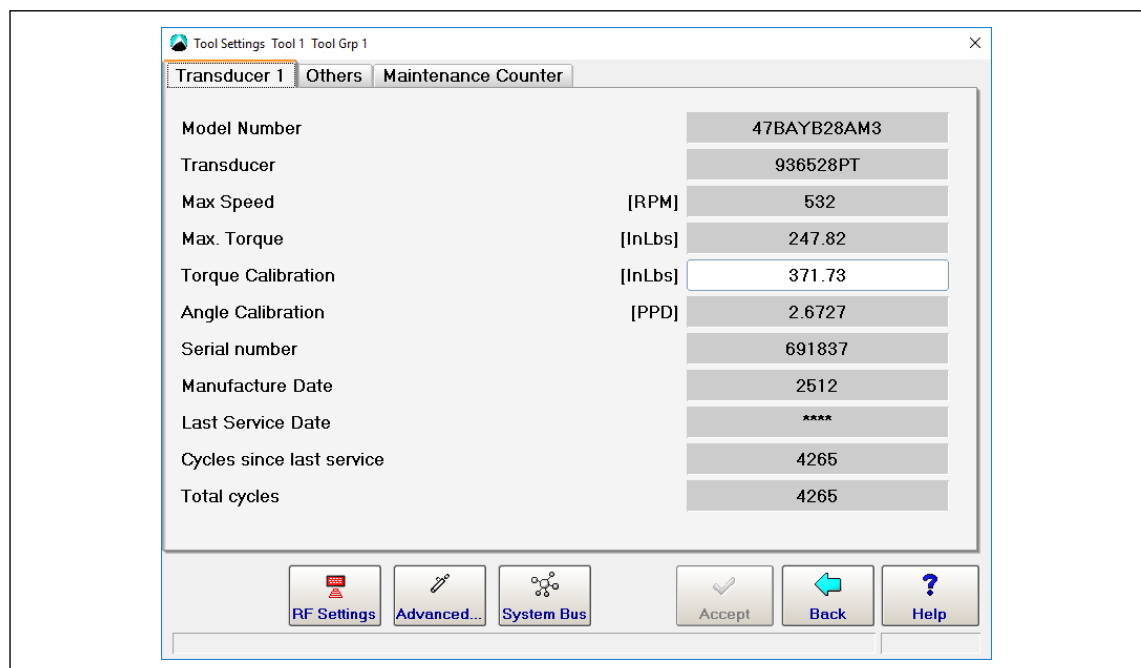 Tool Settings Tool 1 Tool Grp 1
Transducer 1 Others Maintenance Counter
Model Number 47BAYB28AM3
Transducer 936528PT
Max Speed [RPM] 532
Max. Torque [InLbs] 247.82
Torque Calibration [InLbs] 371.73
Angle Calibration [PPD] 2.6727
Serial number 691837
Manufacture Date 2512
Last Service Date ****
Cycles since last service 4265
Total cycles 4265
RF Settings Advanced... System Bus Accept Back Help